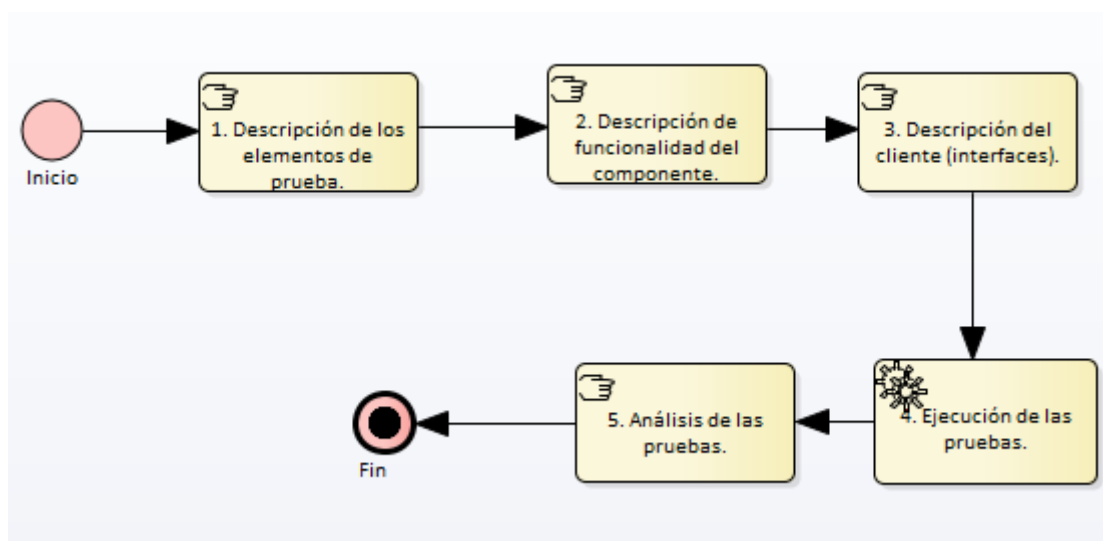 Inicio
1. Descripción de los
elementos de
prueba.
2. Descripción de
funcionalidad del
componente.
3. Descripción del
cliente (interfaces).
4. Ejecución de las
pruebas.
5. Análisis de las
pruebas.
Fin